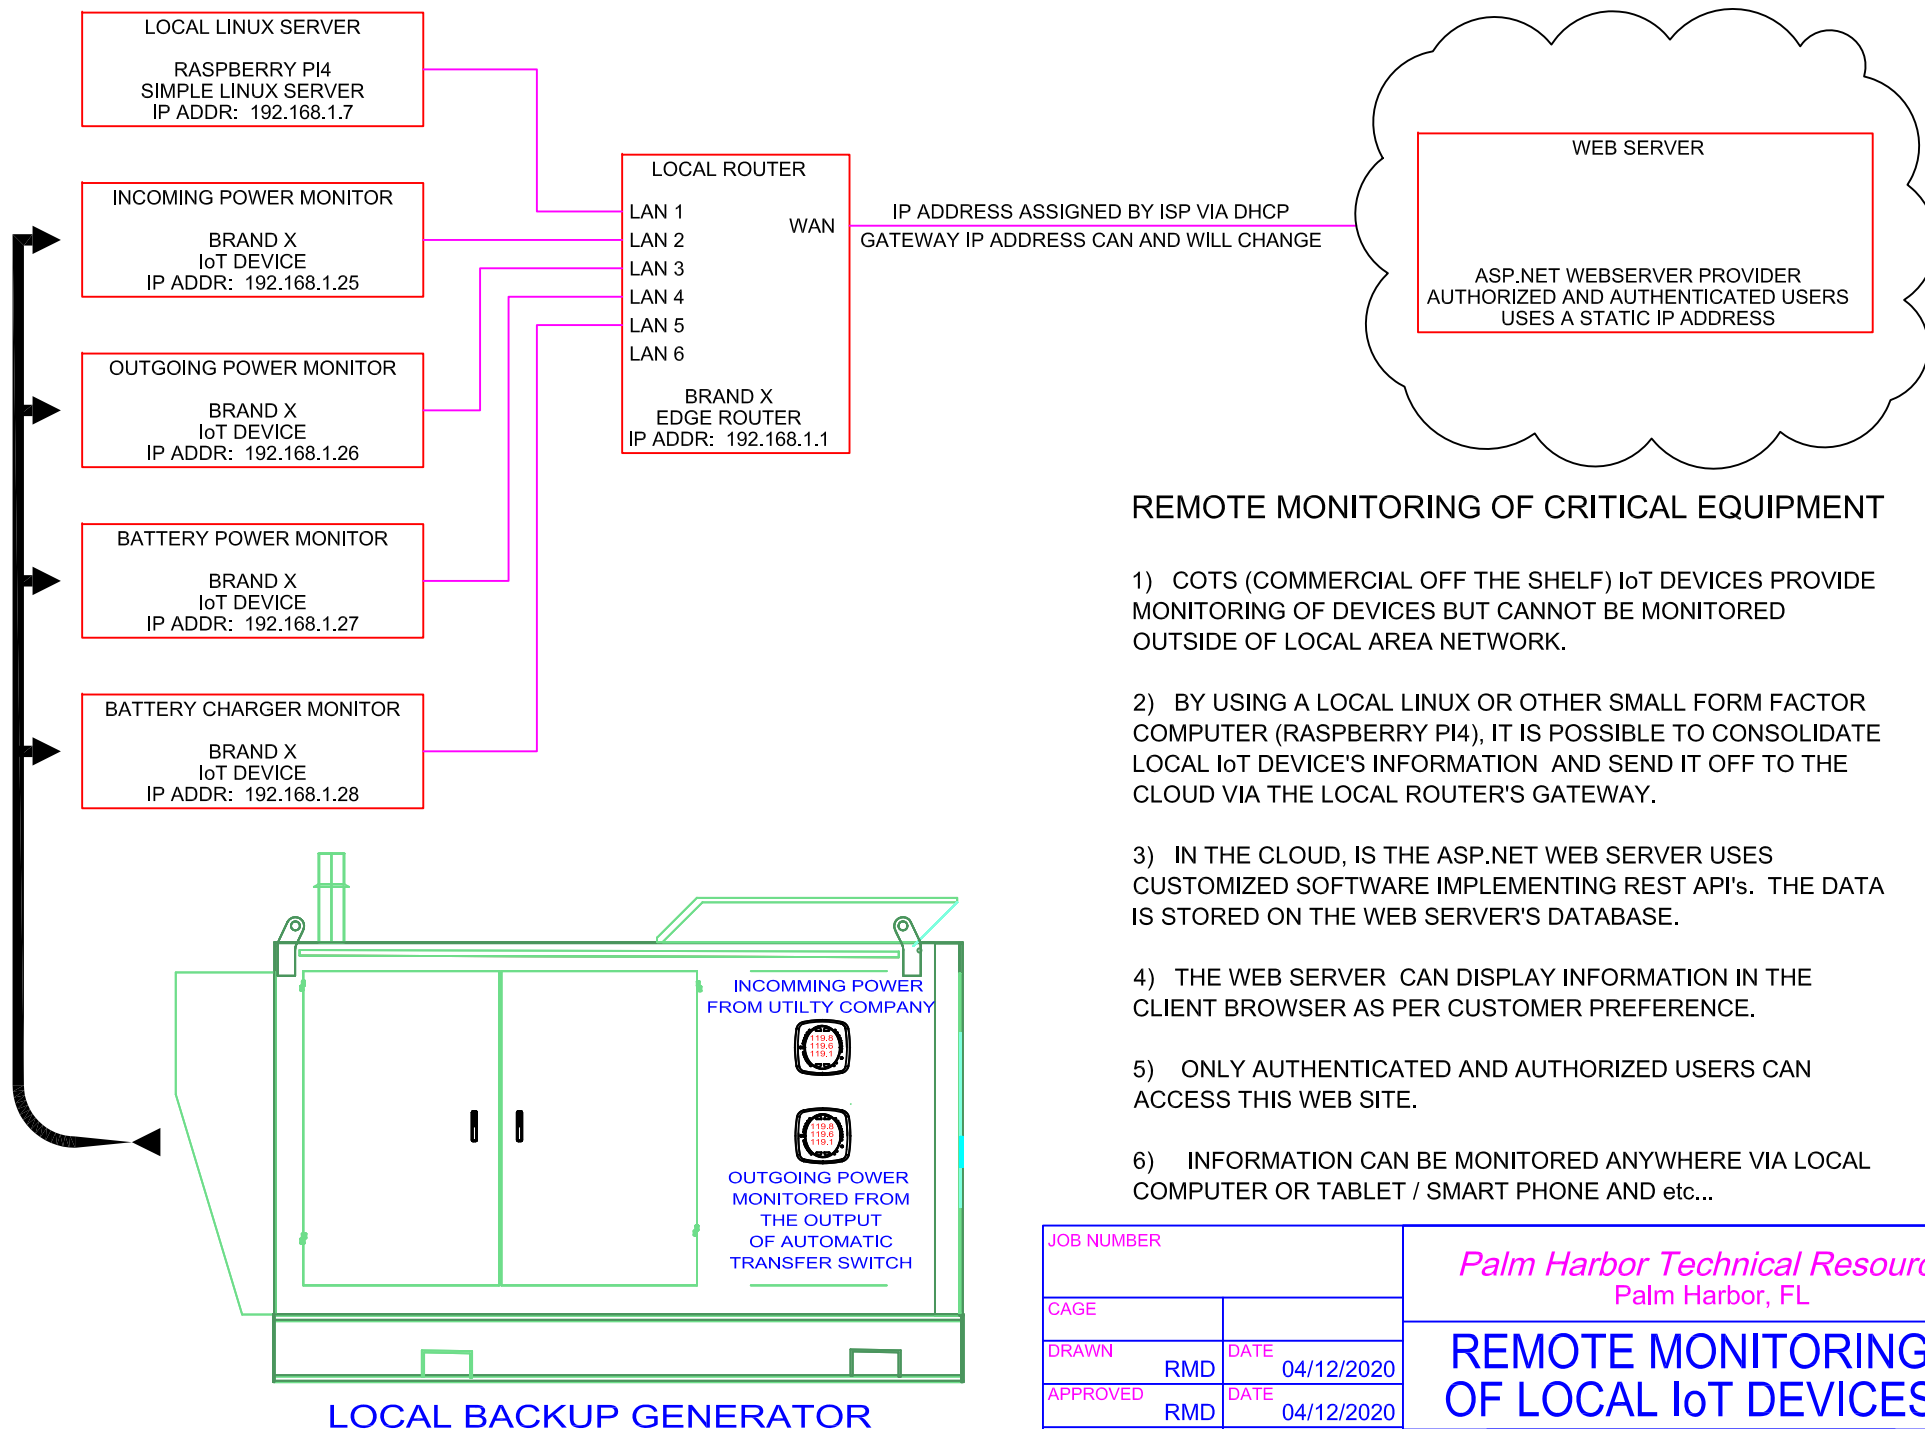 LOCAL LINUX SERVER
RASPBERRY PI4
SIMPLE LINUX SERVER
IP ADDR: 192.168.1.7
INCOMING POWER MONITOR
BRAND X
IoT DEVICE
IP ADDR: 192.168.1.25
OUTGOING POWER MONITOR
BRAND X
IoT DEVICE
IP ADDR: 192.168.1.26
BATTERY POWER MONITOR
BRAND X
IoT DEVICE
IP ADDR: 192.168.1.27
BATTERY CHARGER MONITOR
BRAND X
IoT DEVICE
IP ADDR: 192.168.1.28
LOCAL ROUTER
LAN 1
LAN 2
LAN 3
LAN 4
LAN 5
LAN 6
WAN
BRAND X
EDGE ROUTER
IP ADDR: 192.168.1.1
IP ADDRESS ASSIGNED BY ISP VIA DHCP
GATEWAY IP ADDRESS CAN AND WILL CHANGE
WEB SERVER
ASP.NET WEBSERVER PROVIDER
AUTHORIZED AND AUTHENTICATED USERS
USES A STATIC IP ADDRESS
REMOTE MONITORING OF CRITICAL EQUIPMENT
1) COTS (COMMERCIAL OFF THE SHELF) IoT DEVICES PROVIDE
MONITORING OF DEVICES BUT CANNOT BE MONITORED
OUTSIDE OF LOCAL AREA NETWORK.
2) BY USING A LOCAL LINUX OR OTHER SMALL FORM FACTOR
COMPUTER (RASPBERRY PI4), IT IS POSSIBLE TO CONSOLIDATE
LOCAL IoT DEVICE'S INFORMATION AND SEND IT OFF TO THE
CLOUD VIA THE LOCAL ROUTER'S GATEWAY.
3) IN THE CLOUD, IS THE ASP.NET WEB SERVER USES
CUSTOMIZED SOFTWARE IMPLEMENTING REST API's. THE DATA
IS STORED ON THE WEB SERVER'S DATABASE.
4) THE WEB SERVER CAN DISPLAY INFORMATION IN THE
CLIENT BROWSER AS PER CUSTOMER PREFERENCE.
5) ONLY AUTHENTICATED AND AUTHORIZED USERS CAN
ACCESS THIS WEB SITE.
6) INFORMATION CAN BE MONITORED ANYWHERE VIA LOCAL
COMPUTER OR TABLET / SMART PHONE AND etc...
INCOMMING POWER
FROM UTILTY COMPANY
119.8
119.6
119.1
119.8
119.6
119.1
OUTGOING POWER
MONITORED FROM
THE OUTPUT
OF AUTOMATIC
TRANSFER SWITCH
LOCAL BACKUP GENERATOR
JOB NUMBER
CAGE
DRAWN RMD DATE 04/12/2020
APPROVED RMD DATE 04/12/2020
Palm Harbor Technical Resourc
Palm Harbor, FL
REMOTE MONITORING
OF LOCAL IoT DEVICES